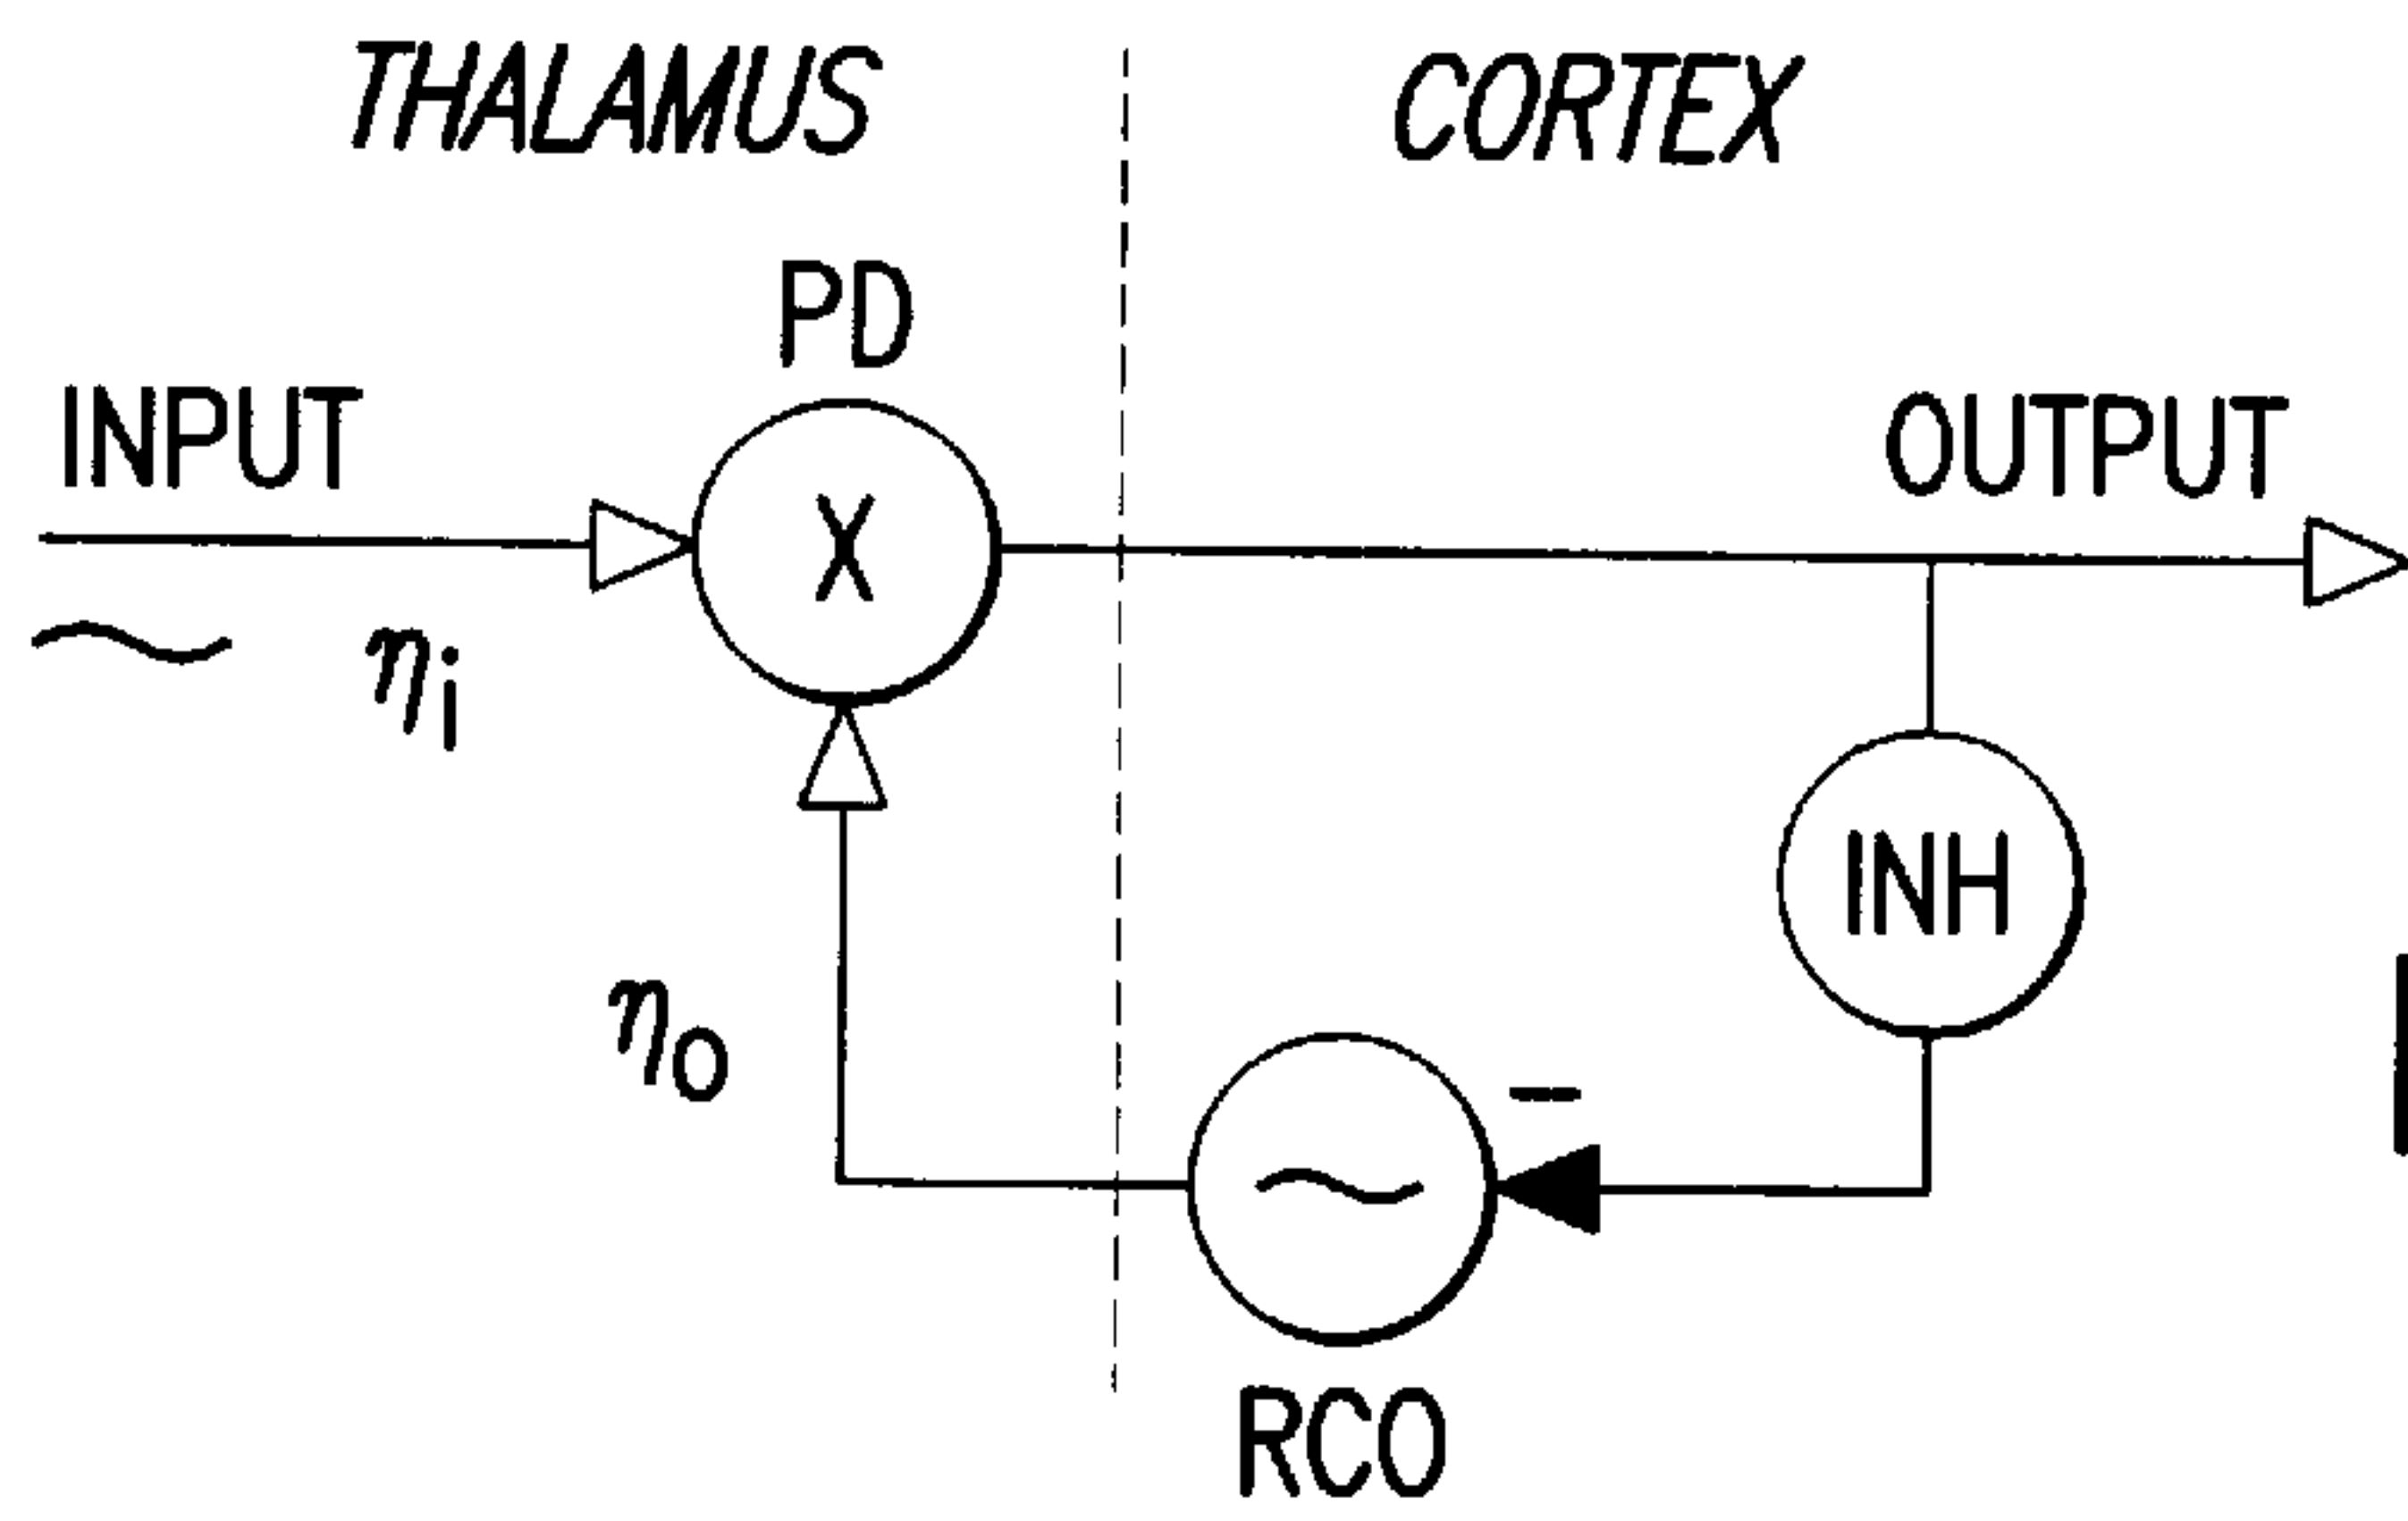 THALAMUS
CORTEX
PD
INPUT
X
OUTPUT
~ ηi
INH
ηo
-
~
RCO